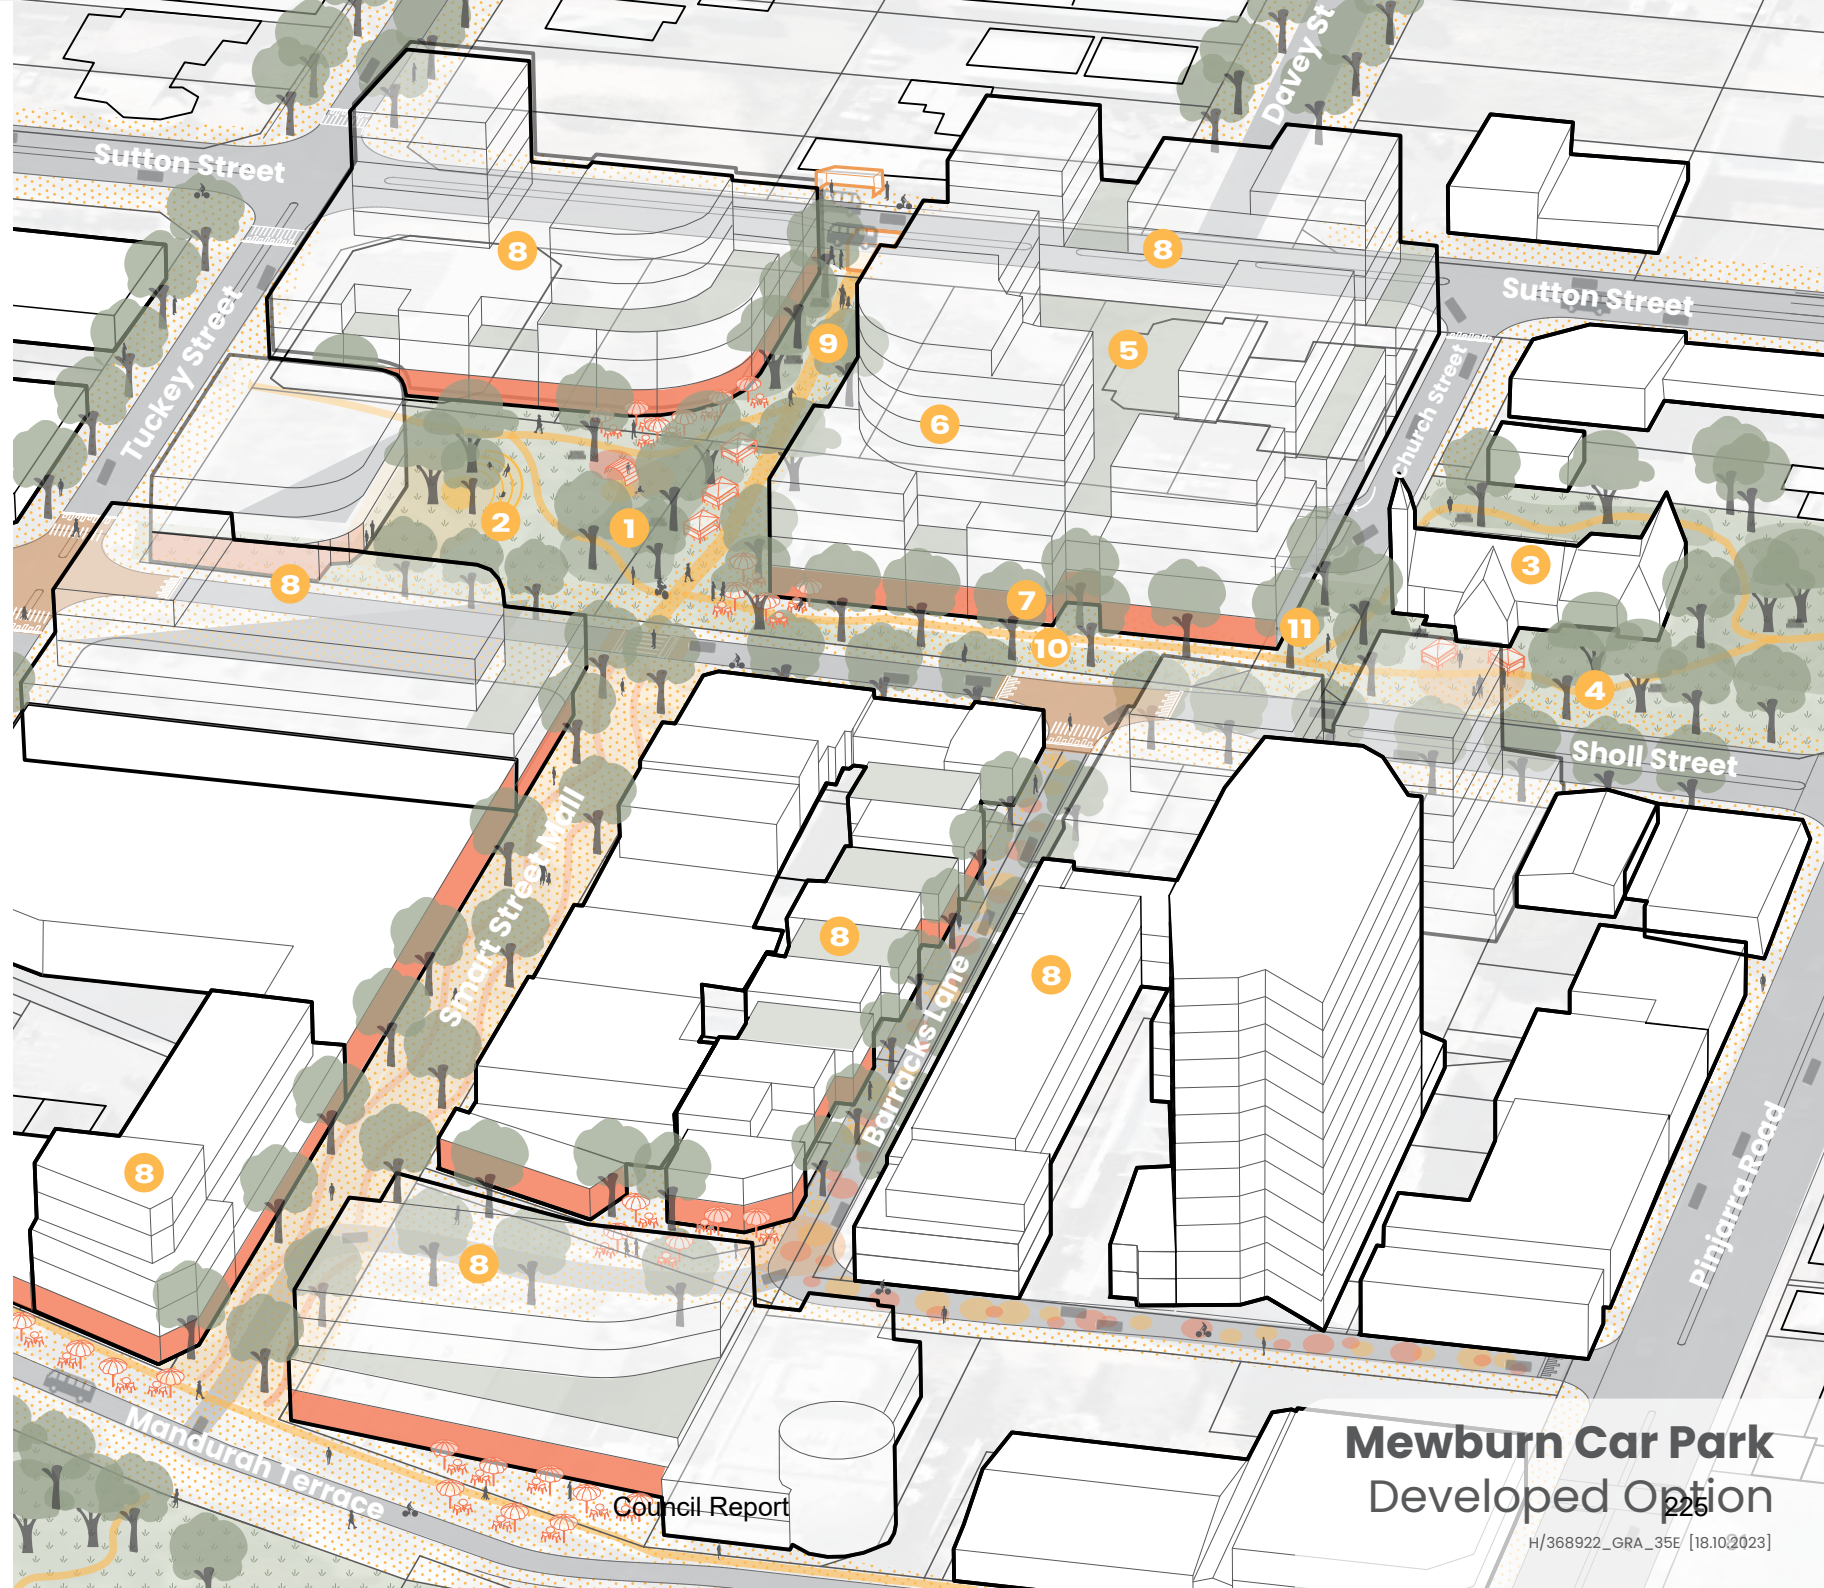 Davey St
Sutton Street
8
8
Sutton Street
Tuckey Street
9
5
Church Street
6
2
1
3
8
7
11
10
4
Sholl Street
Smart Street Mall
8
Barracks Lane
8
8
Pinjarra Road
8
Mandurah Terrace
Mewburn Car Park
Developed Option
Council Report
225
H/368922_GRA_35E [18.10.2023]